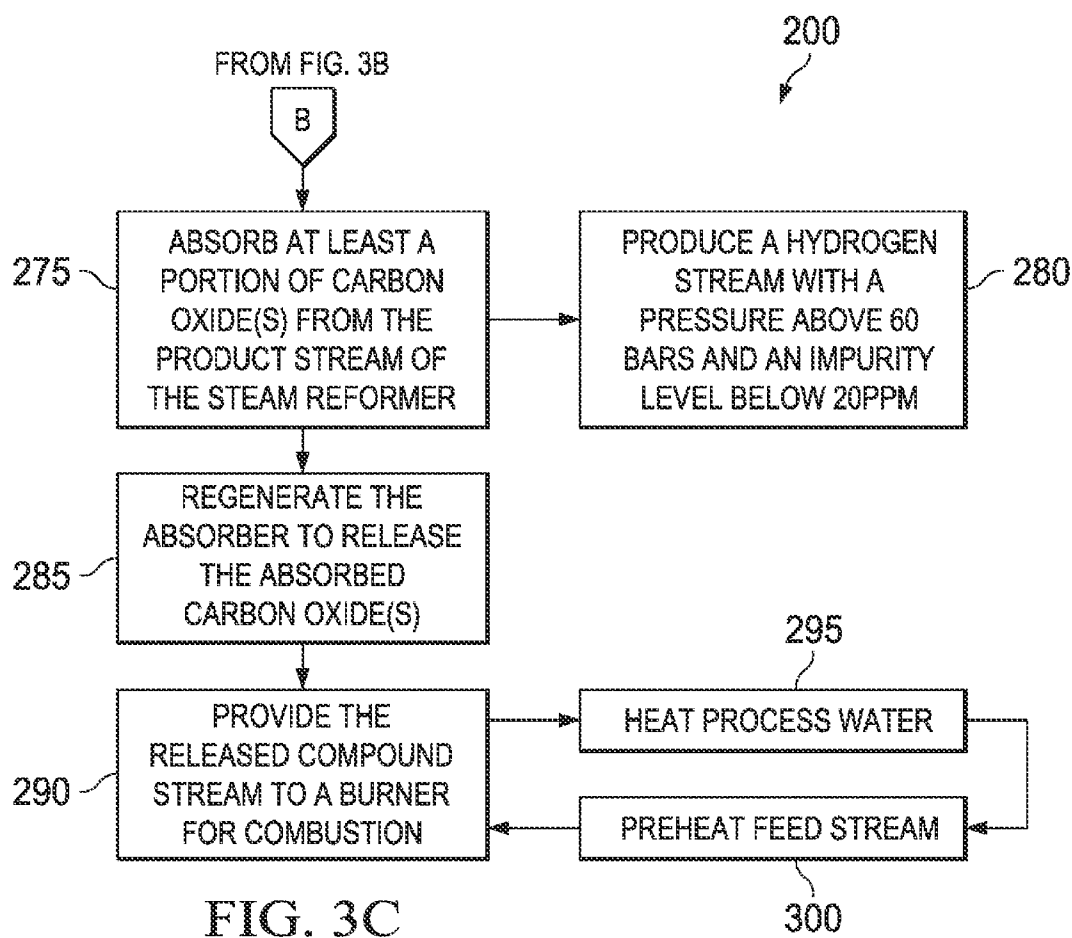 200
FROM FIG. 3B
B
275
ABSORB AT LEAST A
PORTION OF CARBON
OXIDE(S) FROM THE
PRODUCT STREAM OF
THE STEAM REFORMER
PRODUCE A HYDROGEN
STREAM WITH A
PRESSURE ABOVE 60
BARS AND AN IMPURITY
LEVEL BELOW 20PPM
280
285
REGENERATE THE
ABSORBER TO RELEASE
THE ABSORBED
CARBON OXIDE(S)
290
PROVIDE THE
RELEASED COMPOUND
STREAM TO A BURNER
FOR COMBUSTION
295
HEAT PROCESS WATER
PREHEAT FEED STREAM
300
FIG. 3C